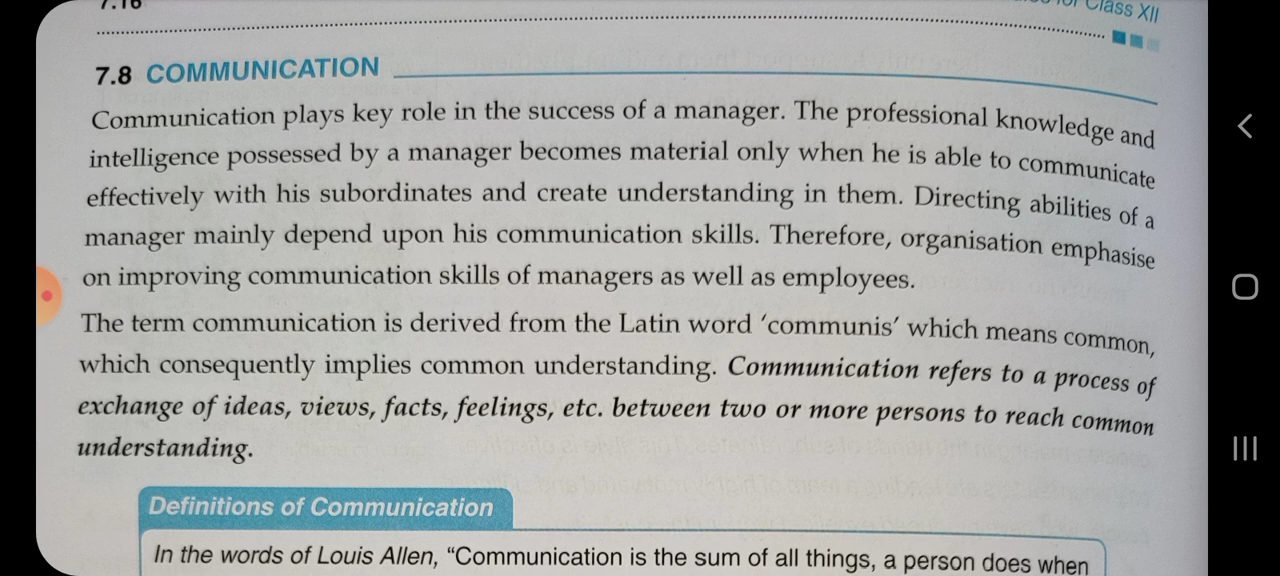 7.16
for Class XII
7.8 COMMUNICATION
Communication plays key role in the success of a manager. The professional knowledge and
intelligence possessed by a manager becomes material only when he is able to communicate
effectively with his subordinates and create understanding in them. Directing abilities of a
manager mainly depend upon his communication skills. Therefore, organisation emphasise
on improving communication skills of managers as well as employees.
The term communication is derived from the Latin word ‘communis’ which means common,
which consequently implies common understanding. Communication refers to a process of
exchange of ideas, views, facts, feelings, etc. between two or more persons to reach common
understanding.
Definitions of Communication
In the words of Louis Allen, “Communication is the sum of all things, a person does when